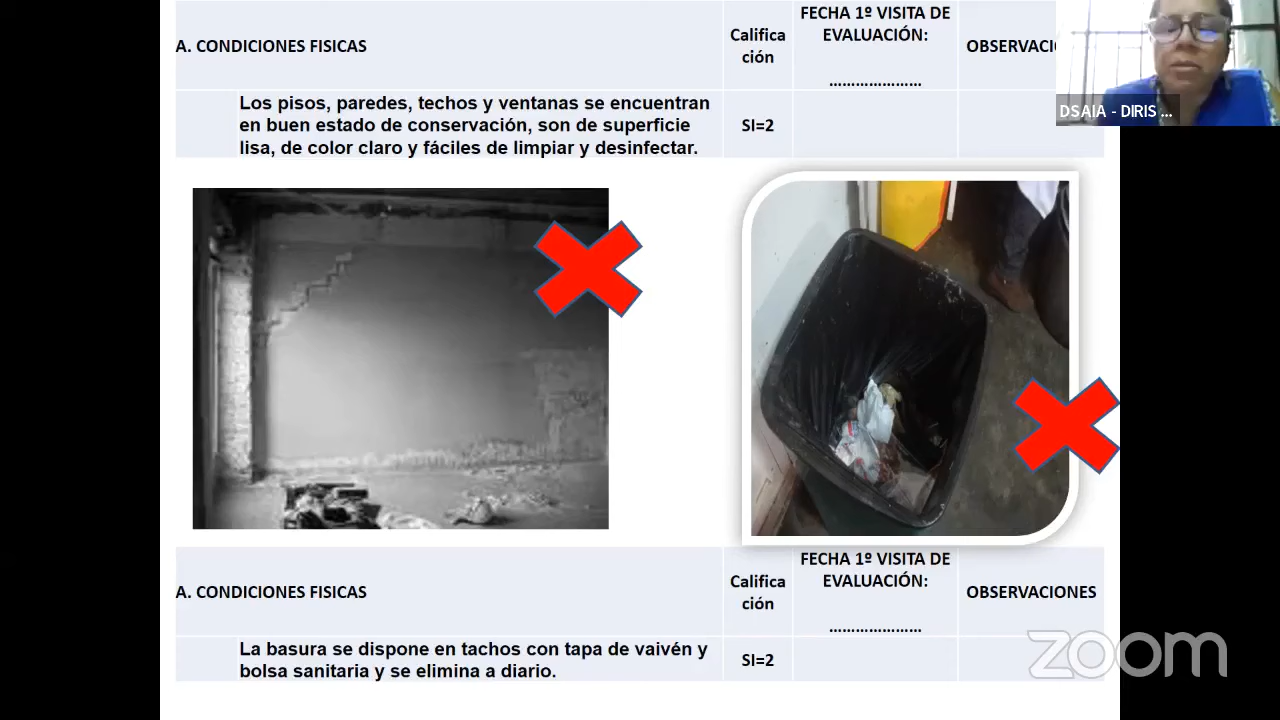 A. CONDICIONES FISICAS
Califica
ción
FECHA 1º VISITA DE
EVALUACIÓN:
.....................
Los pisos, paredes, techos y ventanas se encuentran
en buen estado de conservación, son de superficie
lisa, de color claro y fáciles de limpiar y desinfectar.
SI=2
DSAIA - DIRIS ...
A. CONDICIONES FISICAS
Califica
ción
FECHA 1º VISITA DE
EVALUACIÓN:
.....................
OBSERVACIONES
La basura se dispone en tachos con tapa de vaivén y
bolsa sanitaria y se elimina a diario.
SI=2
zoom